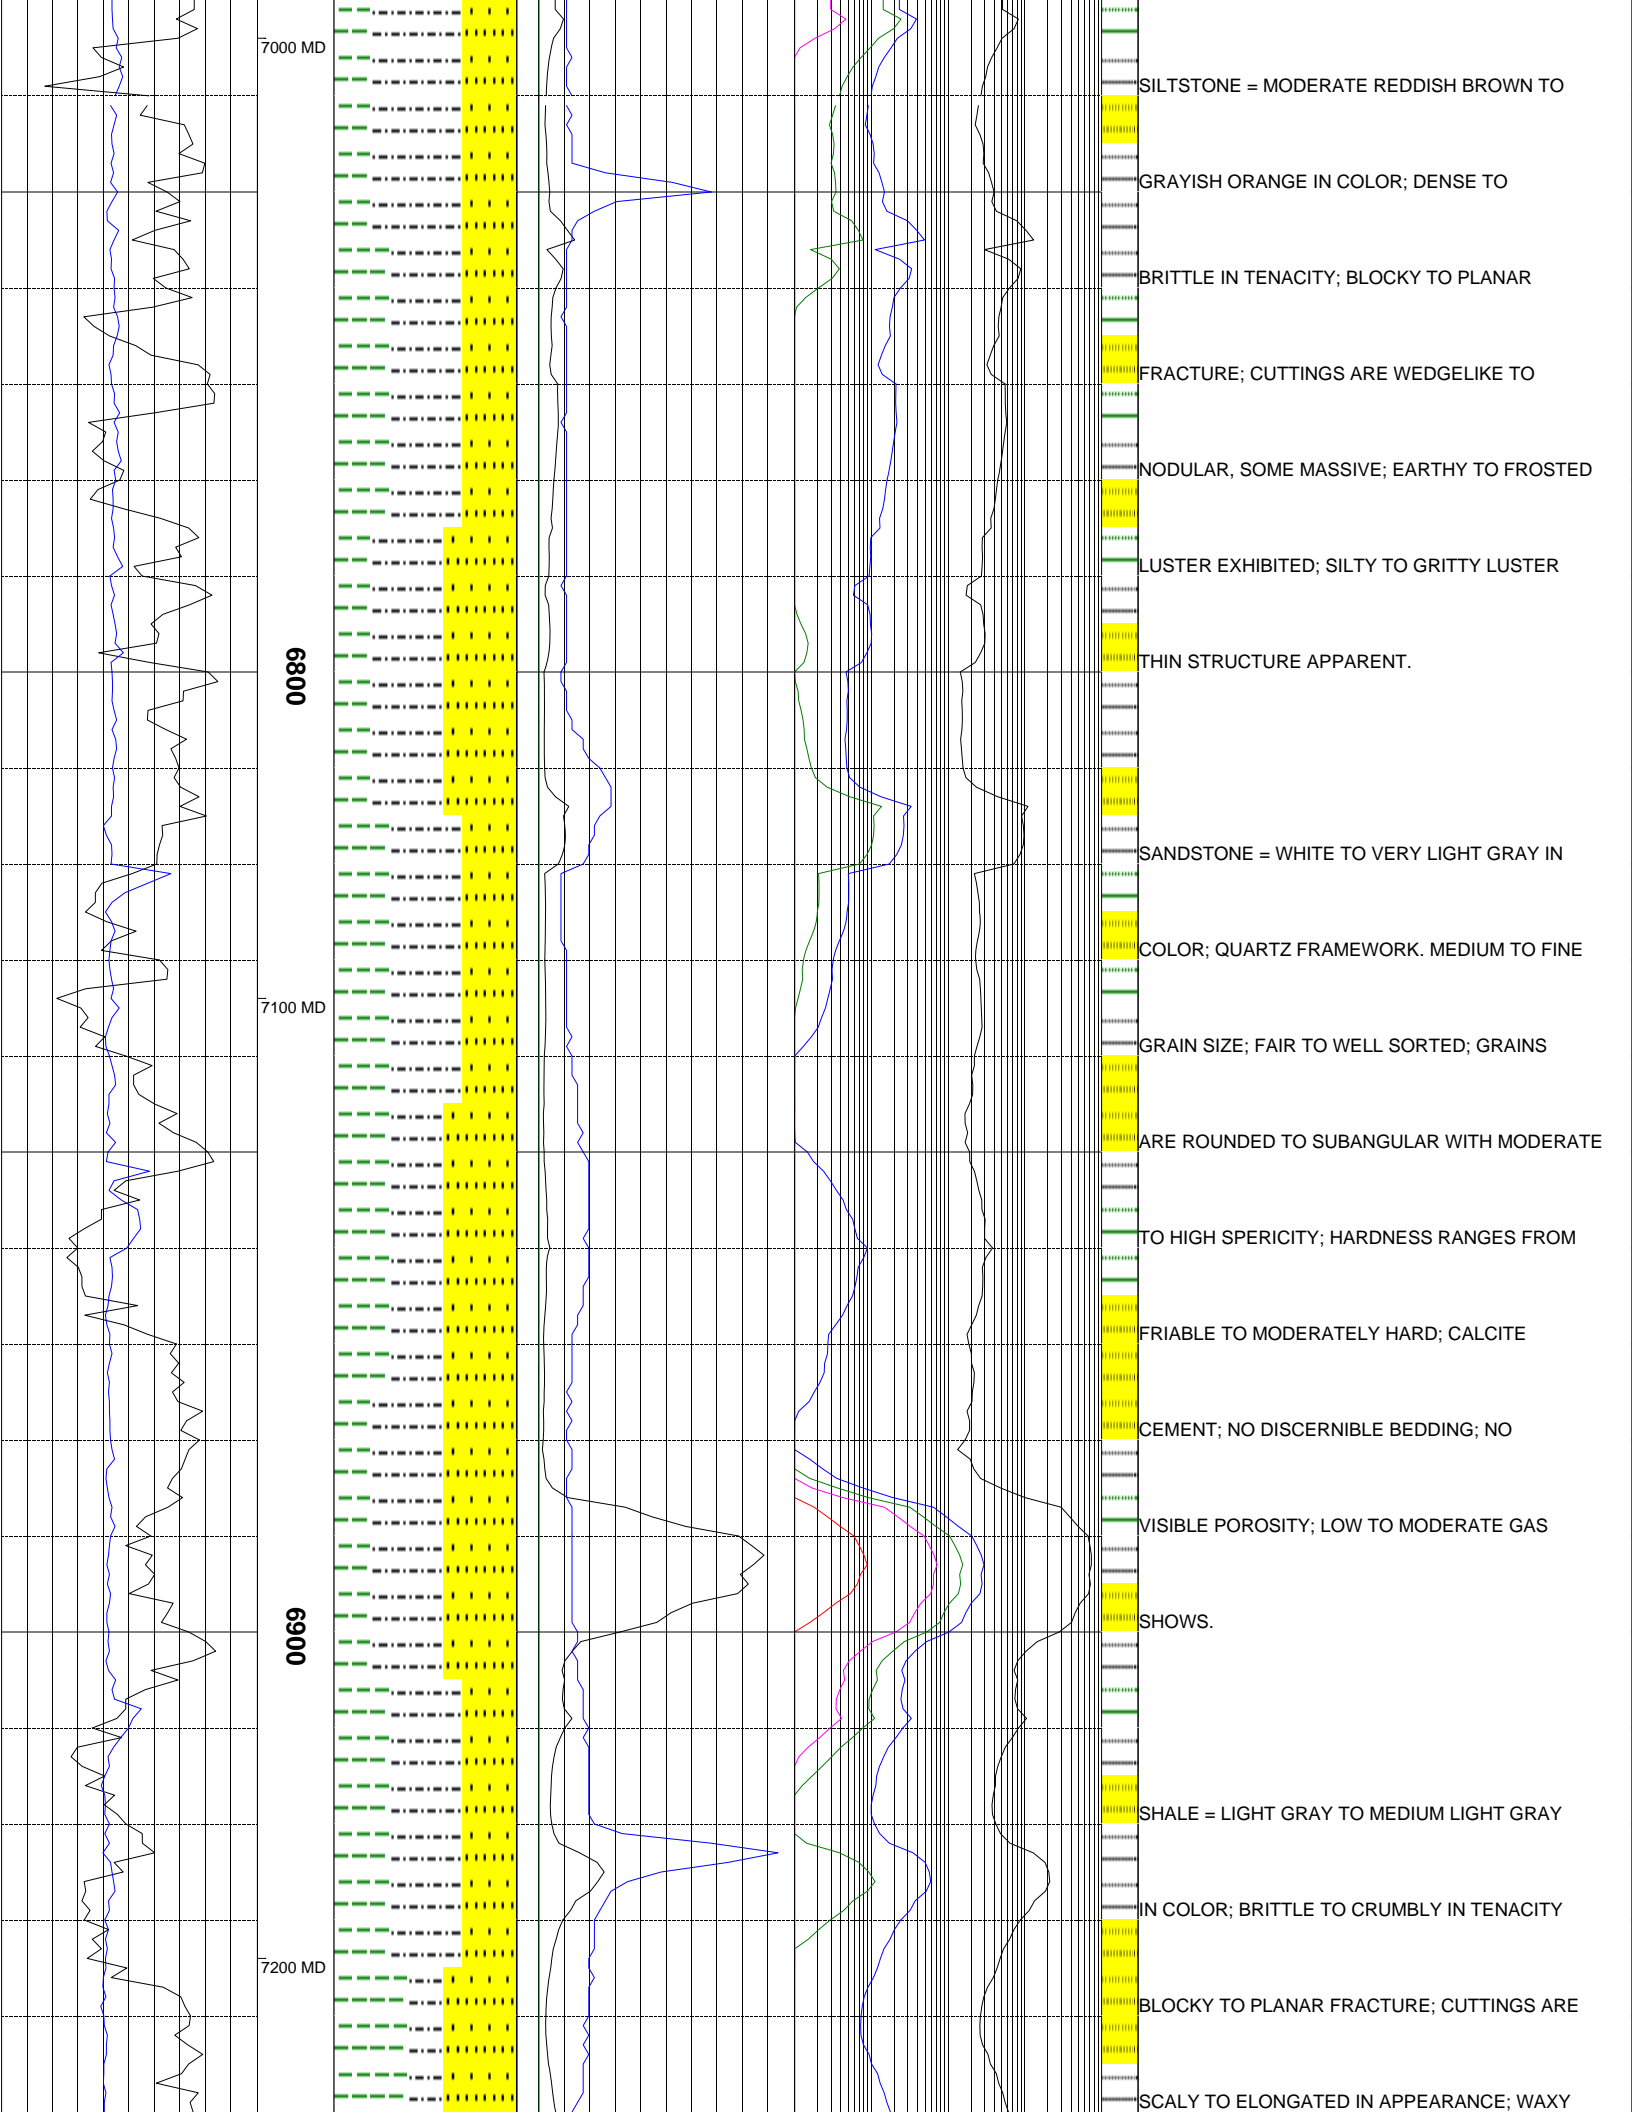 7000 MD
SILTSTONE = MODERATE REDDISH BROWN TO
GRAYISH ORANGE IN COLOR; DENSE TO
BRITTLE IN TENACITY; BLOCKY TO PLANAR
FRACTURE; CUTTINGS ARE WEDGELIKE TO
NODULAR, SOME MASSIVE; EARTHY TO FROSTED
LUSTER EXHIBITED; SILTY TO GRITTY LUSTER
6800
THIN STRUCTURE APPARENT.
SANDSTONE = WHITE TO VERY LIGHT GRAY IN
COLOR; QUARTZ FRAMEWORK. MEDIUM TO FINE
7100 MD
GRAIN SIZE; FAIR TO WELL SORTED; GRAINS
ARE ROUNDED TO SUBANGULAR WITH MODERATE
TO HIGH SPERICITY; HARDNESS RANGES FROM
FRIABLE TO MODERATELY HARD; CALCITE
CEMENT; NO DISCERNIBLE BEDDING; NO
VISIBLE POROSITY; LOW TO MODERATE GAS
6900
SHOWS.
SHALE = LIGHT GRAY TO MEDIUM LIGHT GRAY
IN COLOR; BRITTLE TO CRUMBLY IN TENACITY
7200 MD
BLOCKY TO PLANAR FRACTURE; CUTTINGS ARE
SCALY TO ELONGATED IN APPEARANCE; WAXY